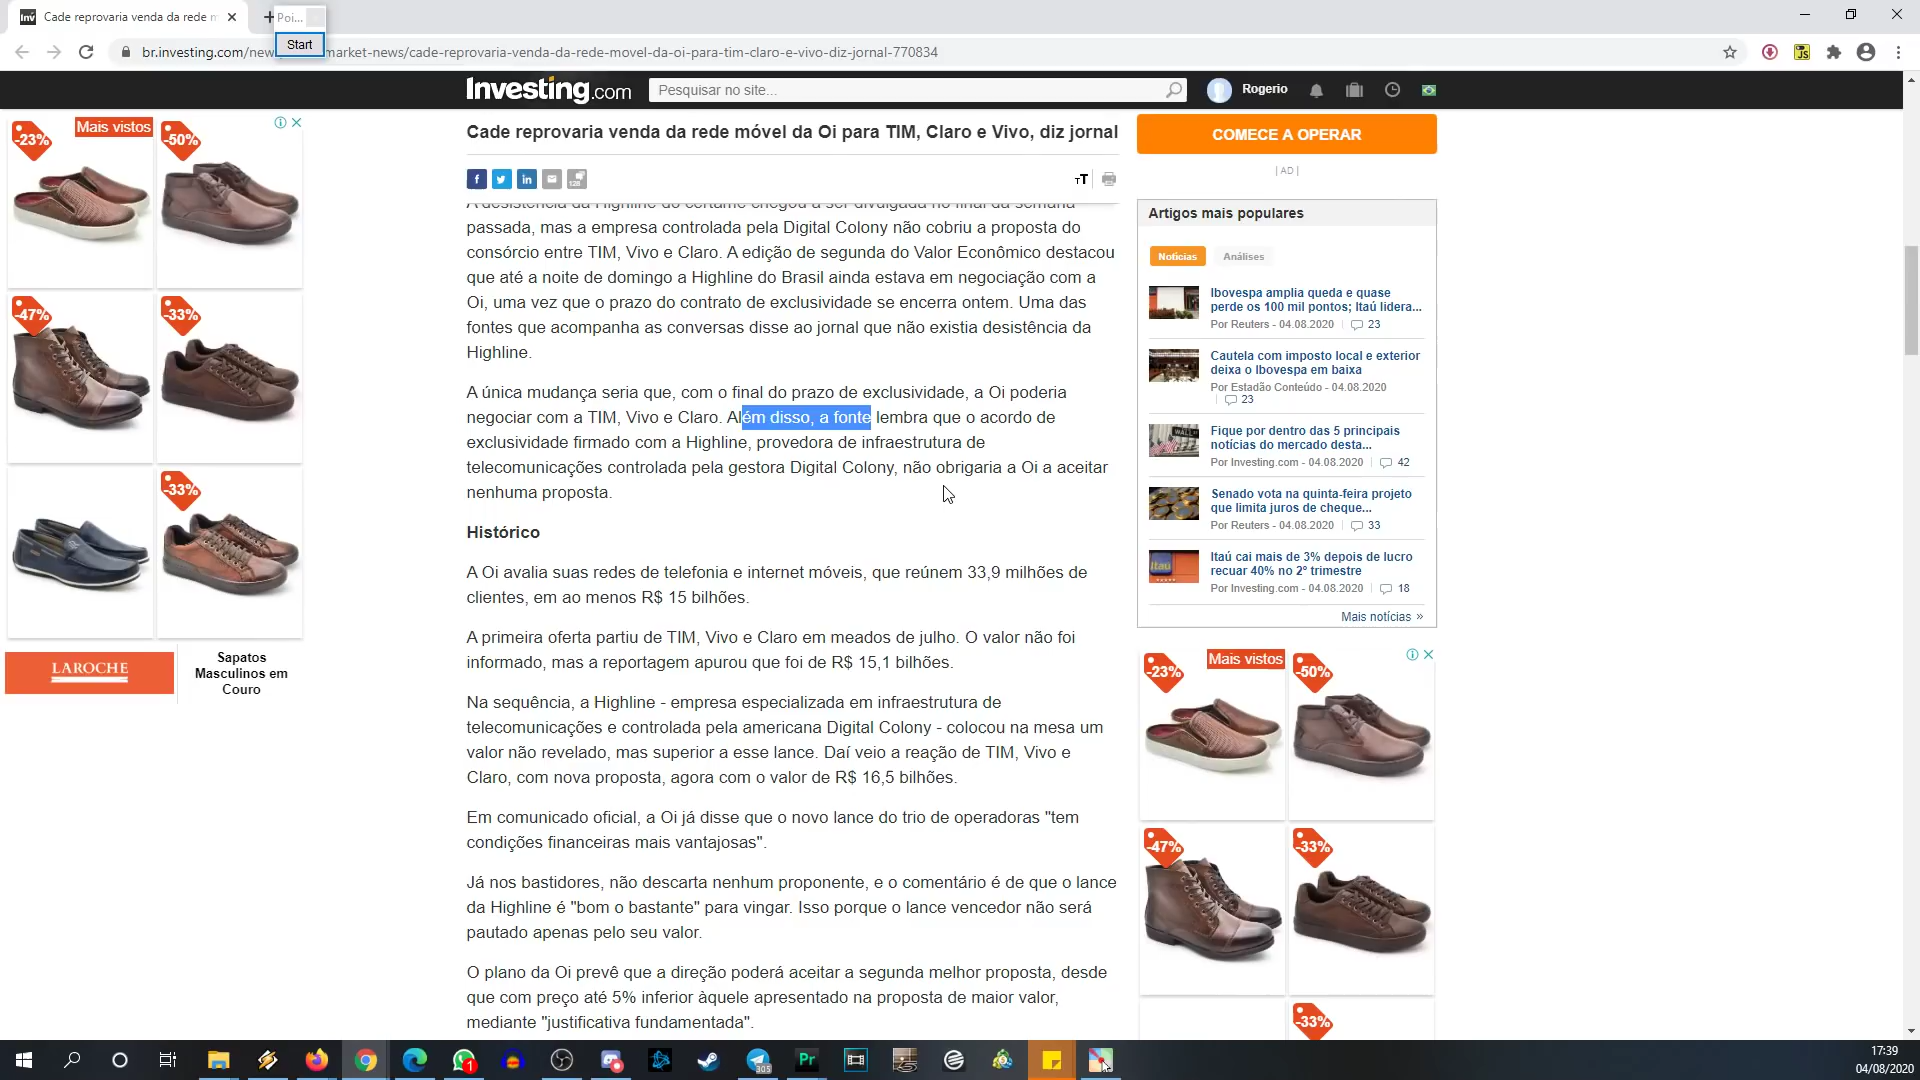 Cade reprovaria venda da rede m
Poi...
Start
br.investing.com/new
market-news/cade-reprovaria-venda-da-rede-movel-da-oi-para-tim-claro-e-vivo-diz-jornal-770834
Investing.com
Pesquisar no site...
Rogerio
Mais vistos
-23%
-50%
-47%
-33%
-33%
LAROCHE
Sapatos
Masculinos em
Couro
Cade reprovaria venda da rede móvel da Oi para TIM, Claro e Vivo, diz jornal
128
A desistência da Highline do certame chegou a ser divulgada no final da semana
passada, mas a empresa controlada pela Digital Colony não cobriu a proposta do
consórcio entre TIM, Vivo e Claro. A edição de segunda do Valor Econômico destacou
que até a noite de domingo a Highline do Brasil ainda estava em negociação com a
Oi, uma vez que o prazo do contrato de exclusividade se encerra ontem. Uma das
fontes que acompanha as conversas disse ao jornal que não existia desistência da
Highline.
A única mudança seria que, com o final do prazo de exclusividade, a Oi poderia
negociar com a TIM, Vivo e Claro. Além disso, a fonte lembra que o acordo de
exclusividade firmado com a Highline, provedora de infraestrutura de
telecomunicações controlada pela gestora Digital Colony, não obrigaria a Oi a aceitar
nenhuma proposta.
Histórico
A Oi avalia suas redes de telefonia e internet móveis, que reúnem 33,9 milhões de
clientes, em ao menos R$ 15 bilhões.
A primeira oferta partiu de TIM, Vivo e Claro em meados de julho. O valor não foi
informado, mas a reportagem apurou que foi de R$ 15,1 bilhões.
Na sequência, a Highline - empresa especializada em infraestrutura de
telecomunicações e controlada pela americana Digital Colony - colocou na mesa um
valor não revelado, mas superior a esse lance. Daí veio a reação de TIM, Vivo e
Claro, com nova proposta, agora com o valor de R$ 16,5 bilhões.
Em comunicado oficial, a Oi já disse que o novo lance do trio de operadoras "tem
condições financeiras mais vantajosas".
Já nos bastidores, não descarta nenhum proponente, e o comentário é de que o lance
da Highline é "bom o bastante" para vingar. Isso porque o lance vencedor não será
pautado apenas pelo seu valor.
O plano da Oi prevê que a direção poderá aceitar a segunda melhor proposta, desde
que com preço até 5% inferior àquele apresentado na proposta de maior valor,
mediante "justificativa fundamentada".
COMECE A OPERAR
| AD |
Artigos mais populares
Notícias
Análises
Ibovespa amplia queda e quase
perde os 100 mil pontos; Itaú lidera...
Por Reuters - 04.08.2020 | 23
Cautela com imposto local e exterior
deixa o Ibovespa em baixa
Por Estadão Conteúdo - 04.08.2020
| 23
Fique por dentro das 5 principais
notícias do mercado desta...
Por Investing.com - 04.08.2020 | 42
Senado vota na quinta-feira projeto
que limita juros de cheque...
Por Reuters - 04.08.2020 | 33
Itaú cai mais de 3% depois de lucro
recuar 40% no 2º trimestre
Por Investing.com - 04.08.2020 | 18
Mais notícias »
Mais vistos
-23%
-50%
-47%
-33%
-33%
17:39
04/08/2020